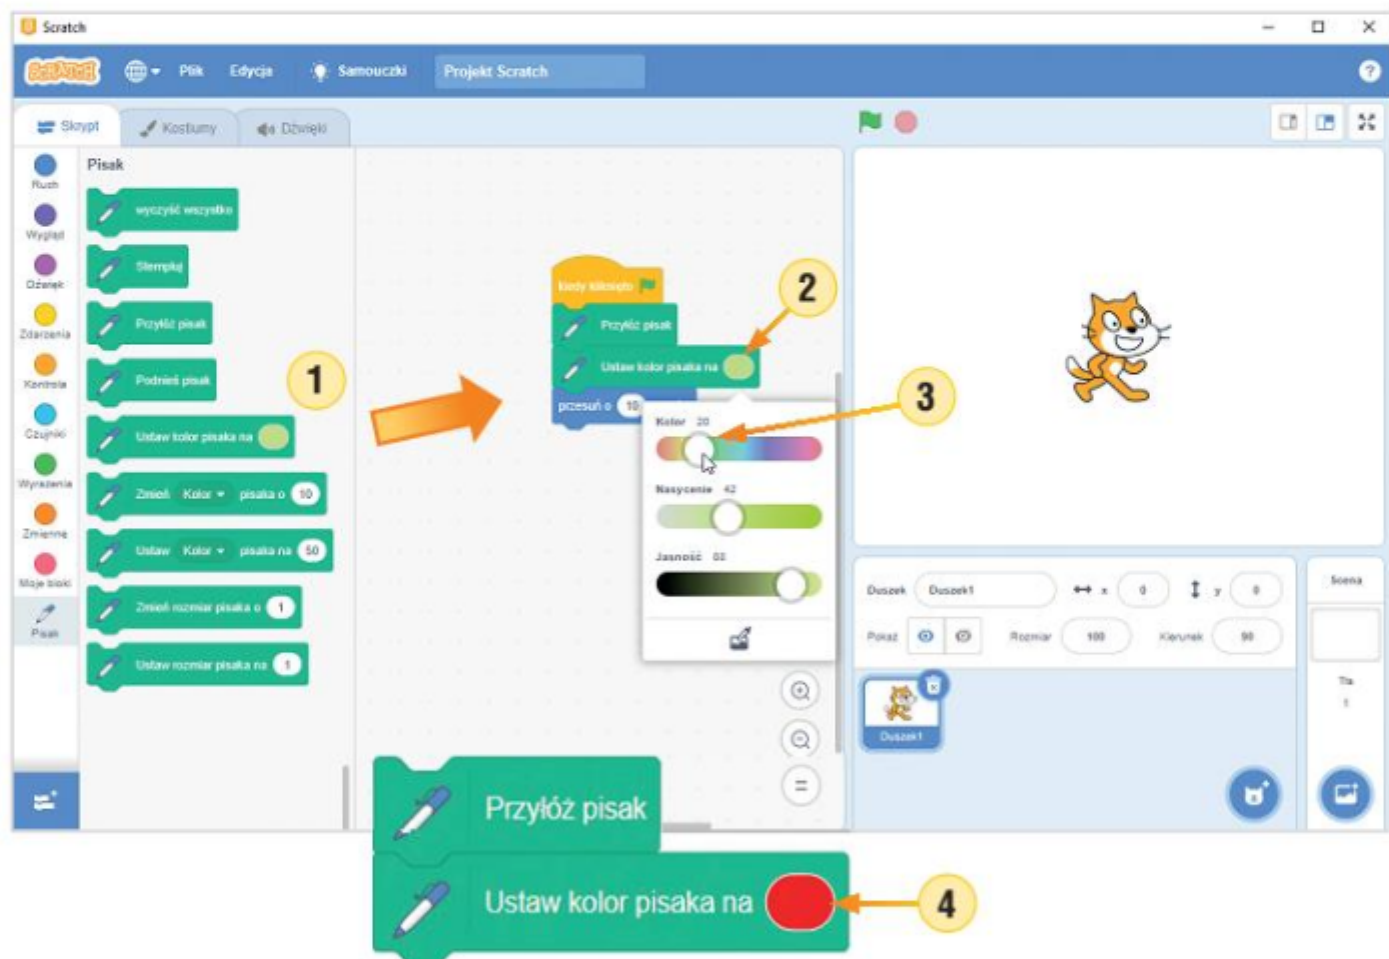 Scratch
SCRATCH Plik Edycja Samouczki Projekt Scratch ?
Skrypt Kostiumy Dźwięki
Ruch
Wygląd
Dźwięk
Zdarzenia
Kontrola
Czujniki
Wyrażenia
Zmienne
Moje bloki
Pisak
Pisak
wyczyść wszystko
Stempluj
Przyłóż pisak
Podnieś pisak
Ustaw kolor pisaka na
Zmień Kolor pisaka o 10
Ustaw Kolor pisaka na 50
Zmień rozmiar pisaka o 1
Ustaw rozmiar pisaka na 1
1
kiedy kliknięto
Przyłóż pisak
Ustaw kolor pisaka na
przesuń o 10
2
3
Kolor 20
Nasycenie 42
Jasność
=
Duszek Duszek1 x 0 y 0
Pokaż Rozmiar 100 Kierunek 90
Duszek1
Scena
Tła
1
Przyłóż pisak
Ustaw kolor pisaka na
4